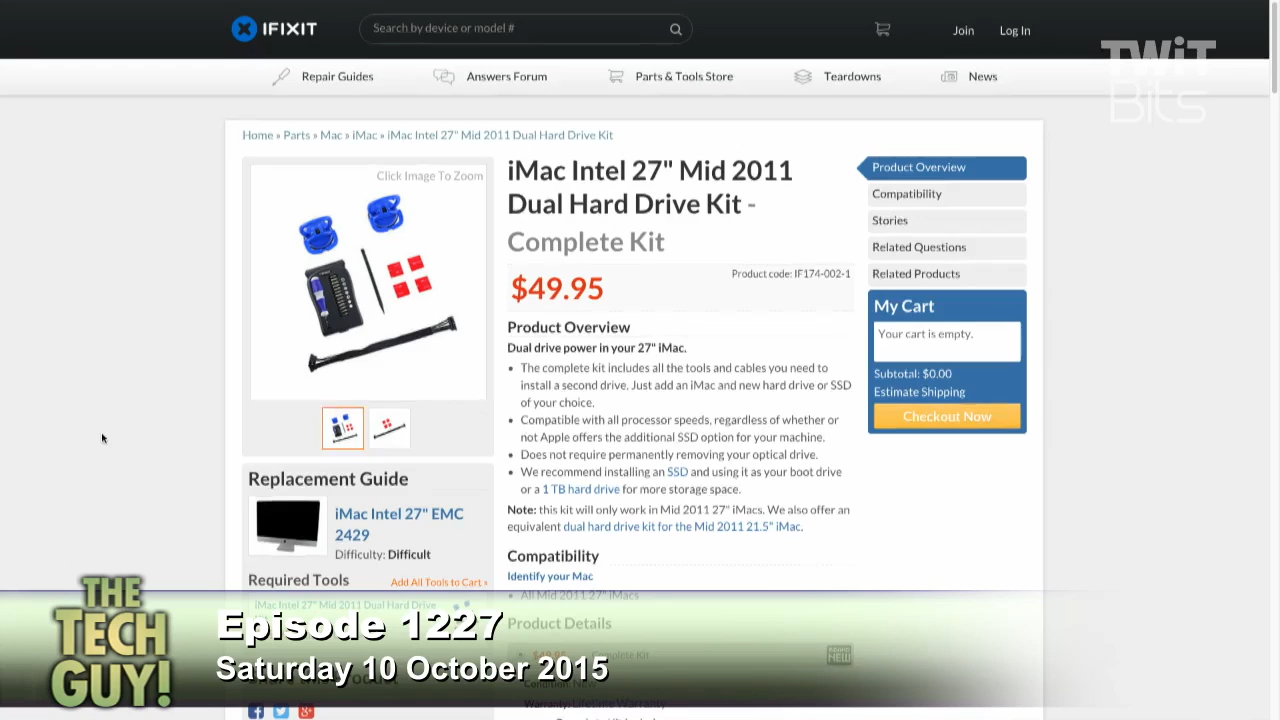 IFIXIT
Search by device or model #
Join
Log In
TWiT
Bits
Repair Guides
Answers Forum
Parts & Tools Store
Teardowns
News
Home » Parts » Mac » iMac » iMac Intel 27" Mid 2011 Dual Hard Drive Kit
Click Image To Zoom
iMac Intel 27" Mid 2011
Dual Hard Drive Kit -
Complete Kit
$49.95
Product code: IF174-002-1
Product Overview
Dual drive power in your 27" iMac.
The complete kit includes all the tools and cables you need to
install a second drive. Just add an iMac and new hard drive or SSD
of your choice.
Compatible with all processor speeds, regardless of whether or
not Apple offers the additional SSD option for your machine.
Does not require permanently removing your optical drive.
We recommend installing an SSD and using it as your boot drive
or a 1 TB hard drive for more storage space.
Note: this kit will only work in Mid 2011 27" iMacs. We also offer an
equivalent dual hard drive kit for the Mid 2011 21.5" iMac.
Compatibility
Identify your Mac
All Mid 2011 27" iMacs
Product Details
$49.95 Complete Kit
BRAND
NEW
Condition: New
Warranty: Lifetime Warranty
Product Overview
Compatibility
Stories
Related Questions
Related Products
My Cart
Your cart is empty.
Subtotal: $0.00
Estimate Shipping
Checkout Now
Replacement Guide
iMac Intel 27" EMC
2429
Difficulty: Difficult
Required Tools
Add All Tools to Cart »
iMac Intel 27" Mid 2011 Dual Hard Drive
THE
TECH
GUY!
Episode 1227
Saturday 10 October 2015